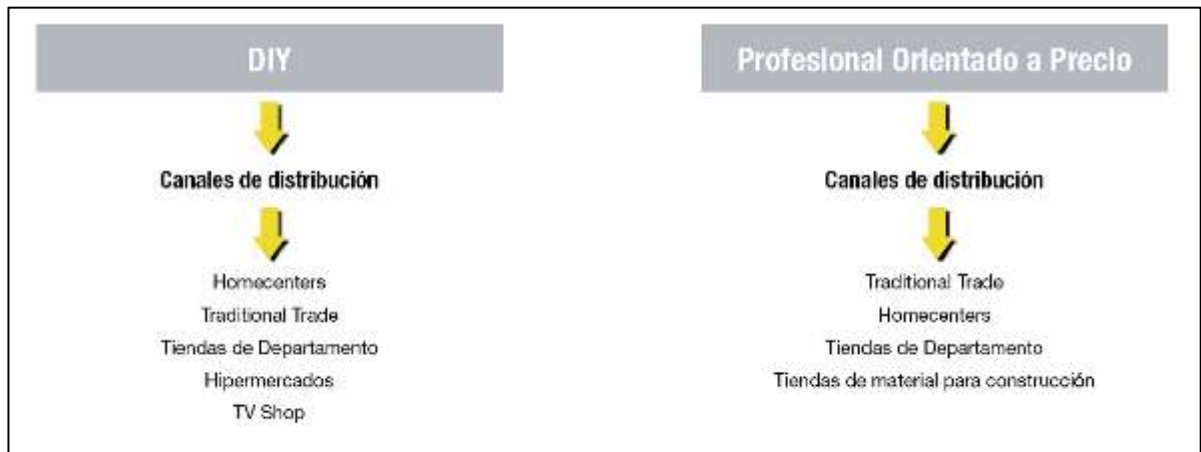 DIY
Canales de distribución
Homecenters
Traditional Trade
Tiendas de Departamento
Hipermercados
TV Shop
Profesional Orientado a Precio
Canales de distribución
Traditional Trade
Homecenters
Tiendas de Departamento
Tiendas de material para construcción